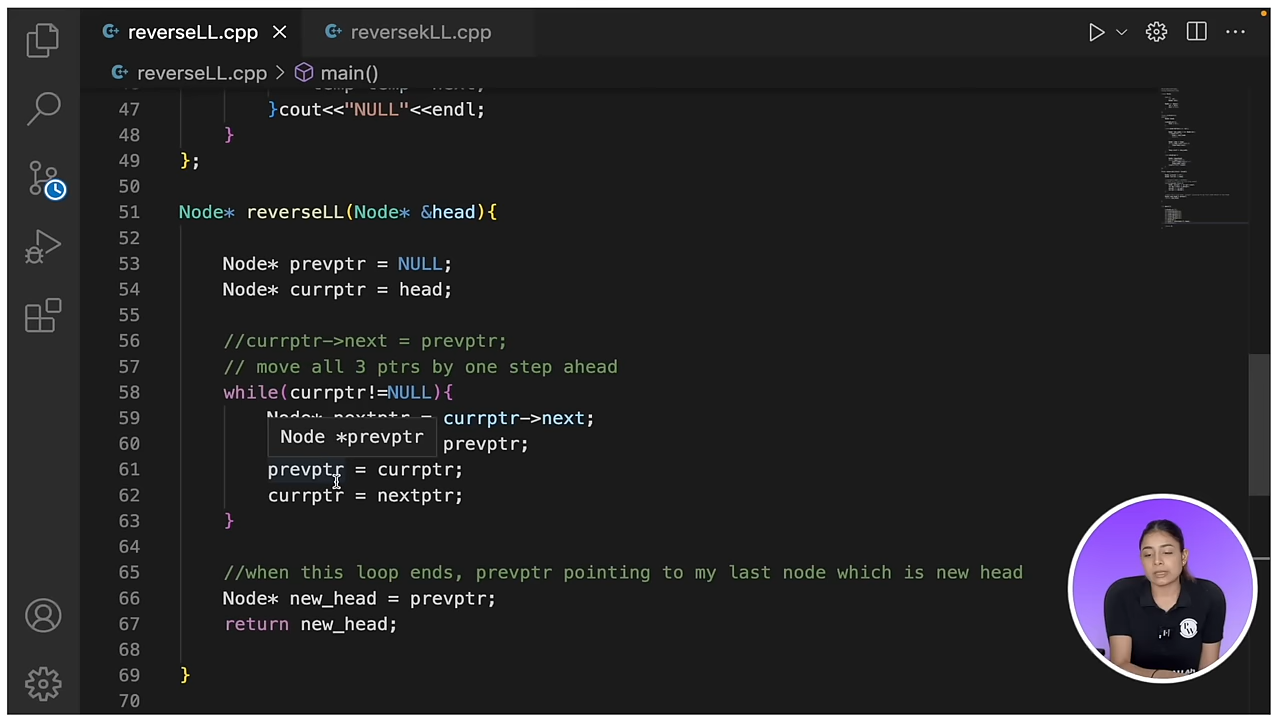 reverseLL.cpp
reversekLL.cpp
reverseLL.cpp > main()
47 }cout<<"NULL"<<endl;
48 }
49 };
50
51 Node* reverseLL(Node* &head){
52
53 Node* prevptr = NULL;
54 Node* currptr = head;
55
56 //currptr->next = prevptr;
57 // move all 3 ptrs by one step ahead
58 while(currptr!=NULL){
59 Node* nextptr = currptr->next;
Node *prevptr
60 prevptr;
61 prevptr = currptr;
62 currptr = nextptr;
63 }
64
65 //when this loop ends, prevptr pointing to my last node which is new head
66 Node* new_head = prevptr;
67 return new_head;
68
69 }
70